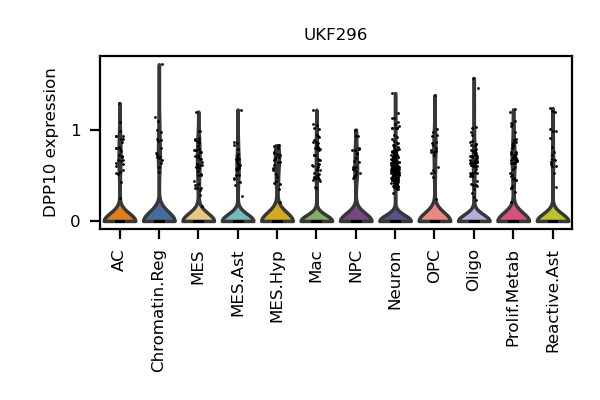 UKF296
DPP10 expression
1
0
AC
Chromatin.Reg
MES
MES.Ast
MES.Hyp
Mac
NPC
Neuron
OPC
Oligo
Prolif.Metab
Reactive.Ast